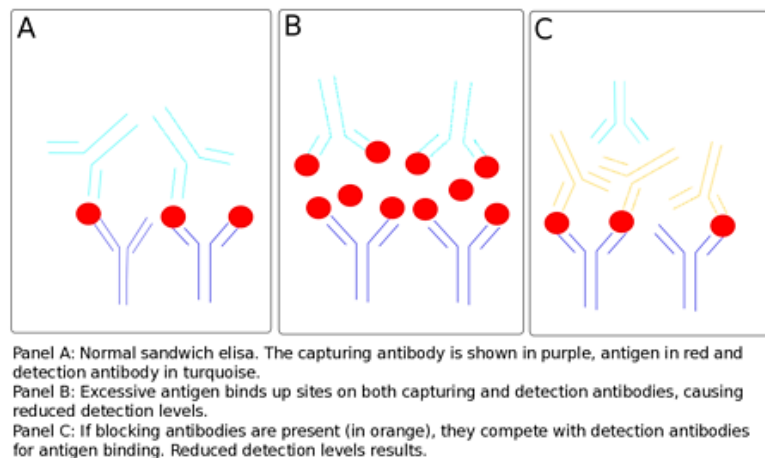 A
B
C
Panel A: Normal sandwich elisa. The capturing antibody is shown in purple, antigen in red and
detection antibody in turquoise.
Panel B: Excessive antigen binds up sites on both capturing and detection antibodies, causing
reduced detection levels.
Panel C: If blocking antibodies are present (in orange), they compete with detection antibodies
for antigen binding. Reduced detection levels results.